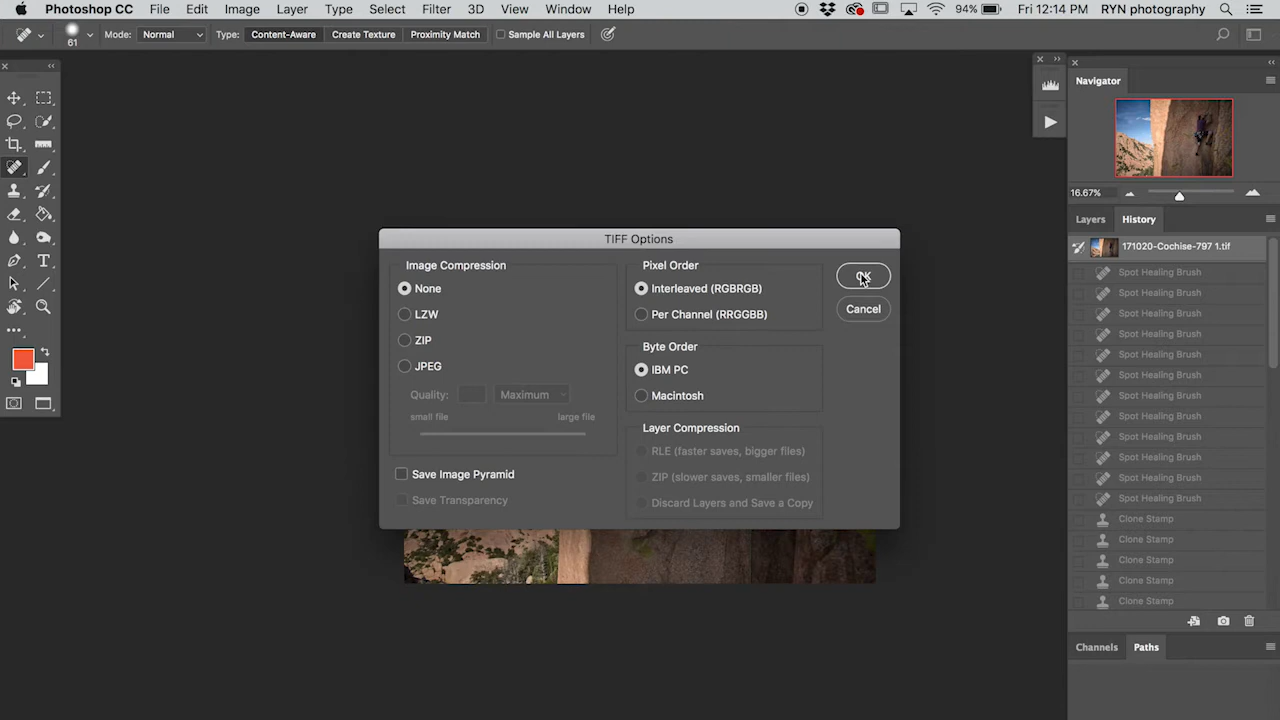 Photoshop CC File Edit Image Layer Type Select Filter 3D View Window Help 94% Fri 12:14 PM RYN photography
61 Mode: Normal Type: Content-Aware Create Texture Proximity Match Sample All Layers
Navigator
16.67%
Layers History
171020-Cochise-797 1.tif
Spot Healing Brush
Spot Healing Brush
Spot Healing Brush
Spot Healing Brush
Spot Healing Brush
Spot Healing Brush
Spot Healing Brush
Spot Healing Brush
Spot Healing Brush
Spot Healing Brush
Spot Healing Brush
Spot Healing Brush
Clone Stamp
Clone Stamp
Clone Stamp
Clone Stamp
Clone Stamp
Channels Paths
TIFF Options
Image Compression
None
LZW
ZIP
JPEG
Quality: Maximum
small file large file
Save Image Pyramid
Save Transparency
Pixel Order
Interleaved (RGBRGB)
Per Channel (RRGGBB)
Byte Order
IBM PC
Macintosh
Layer Compression
RLE (faster saves, bigger files)
ZIP (slower saves, smaller files)
Discard Layers and Save a Copy
OK
Cancel